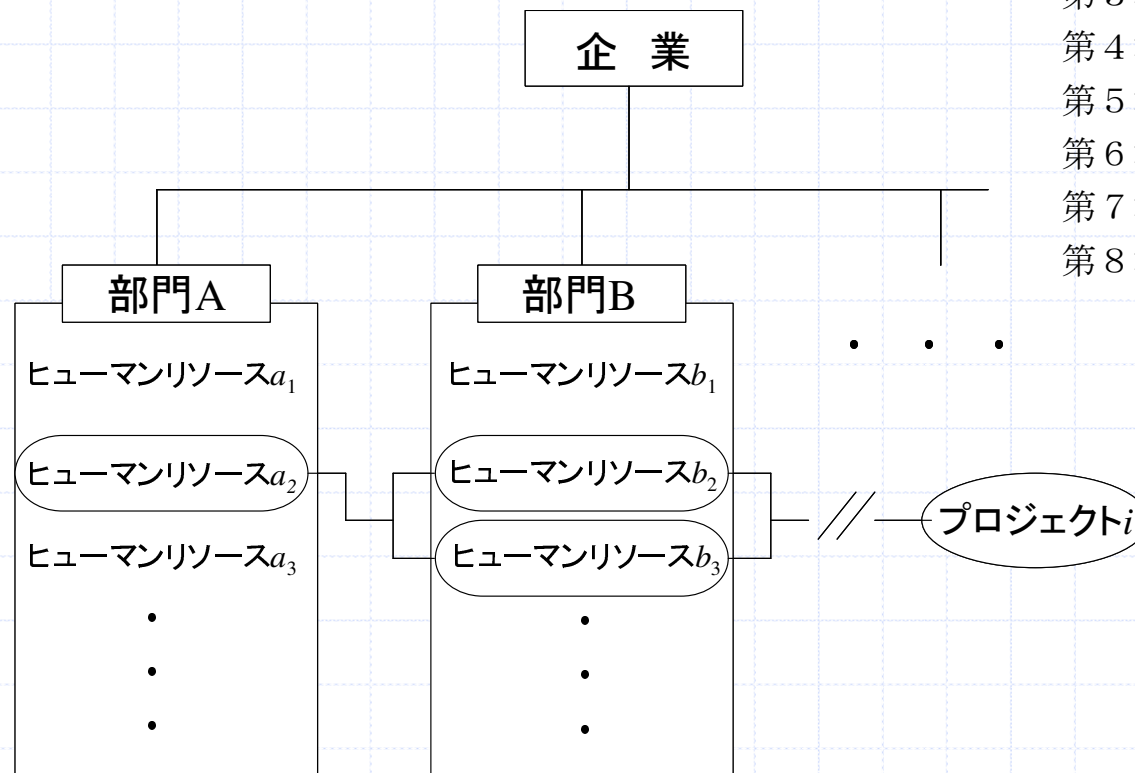 企　業
第４
第５
第６
第７
第８
部門A
部門B
ヒューマンリソースa₁
ヒューマンリソースb₁
ヒューマンリソースa₂
ヒューマンリソースb₂
プロジェクトi
ヒューマンリソースa₃
ヒューマンリソースb₃